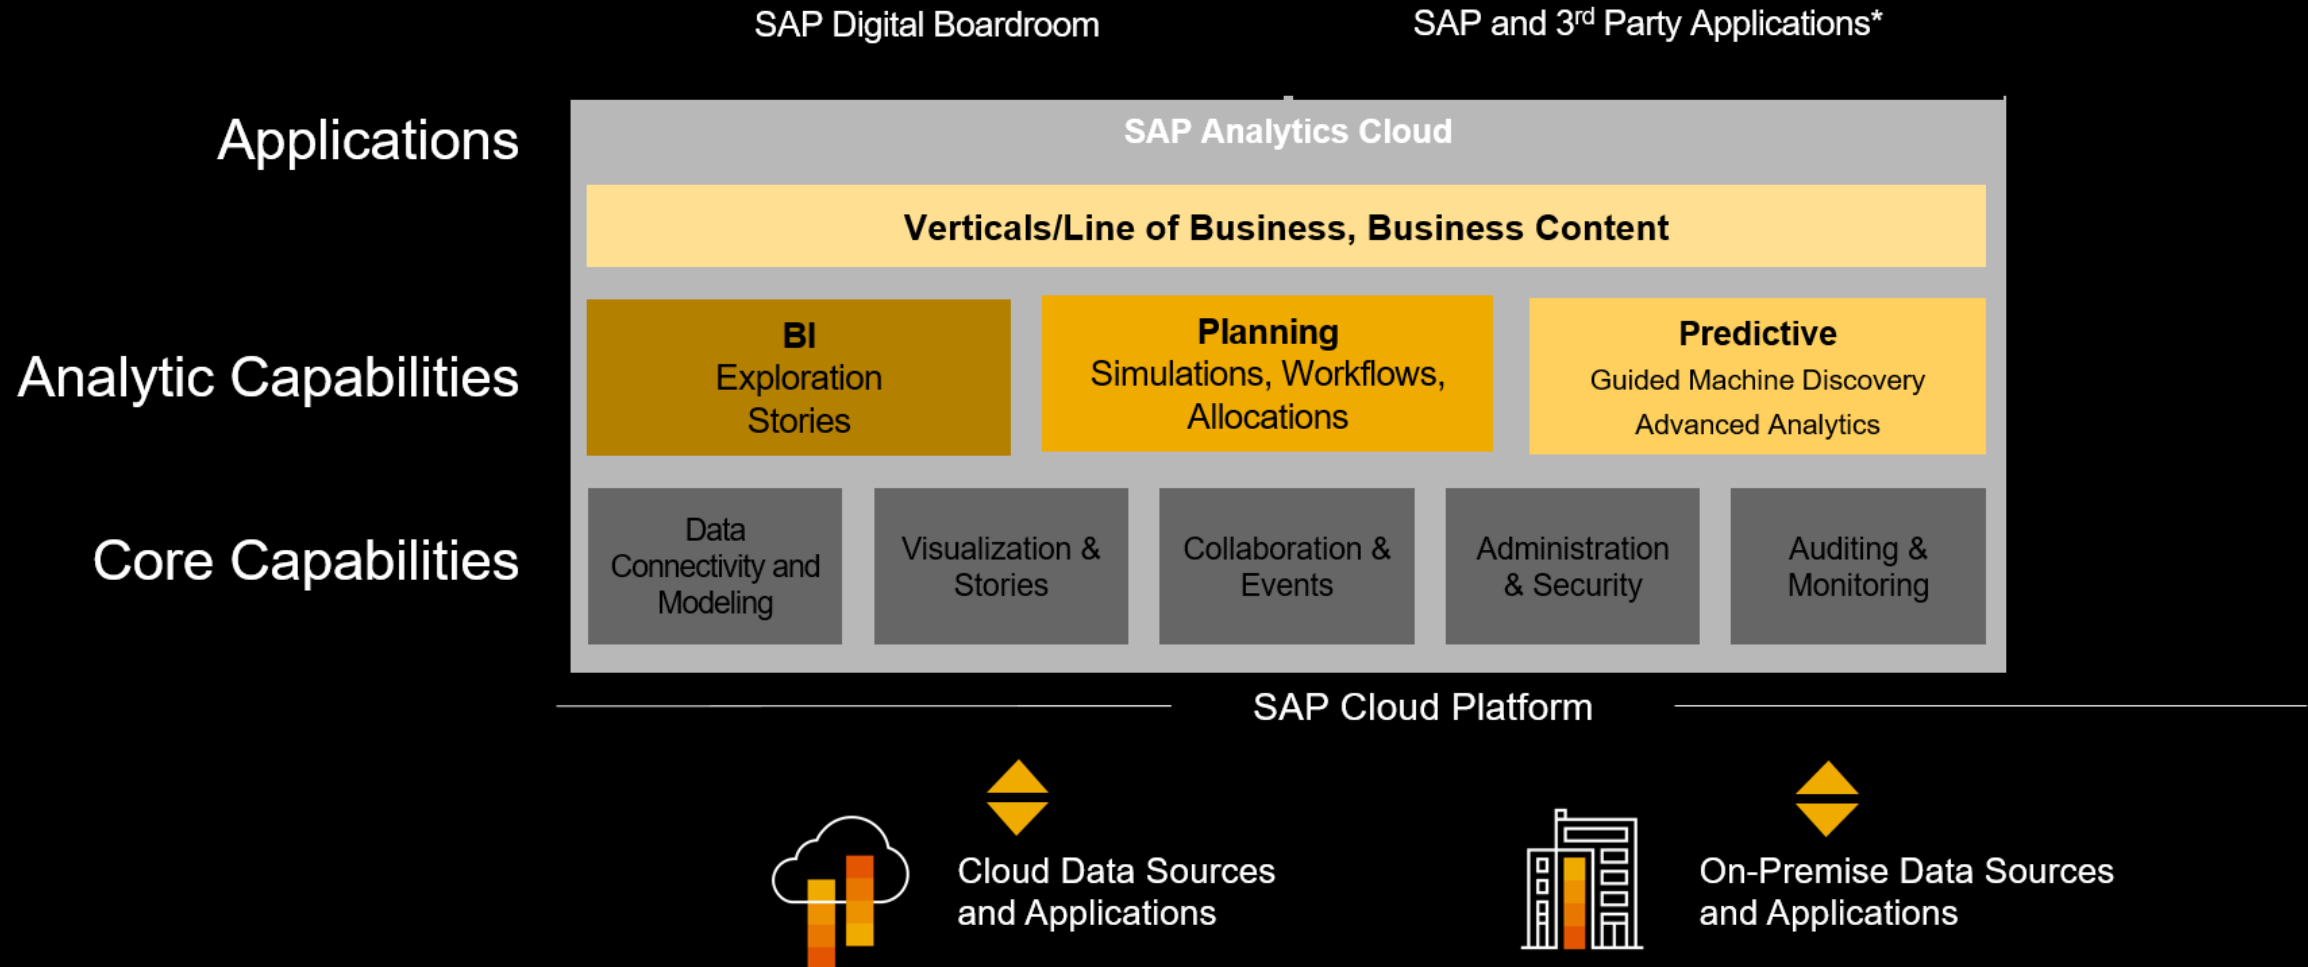 SAP Digital Boardroom
SAP and 3rd Party Applications*
Applications
SAP Analytics Cloud
Verticals/Line of Business, Business Content
Analytic Capabilities
BI
Exploration
Stories
Planning
Simulations, Workflows,
Allocations
Predictive
Guided Machine Discovery
Advanced Analytics
Core Capabilities
Data
Connectivity and
Modeling
Visualization &
Stories
Collaboration &
Events
Administration
& Security
Auditing &
Monitoring
SAP Cloud Platform
Cloud Data Sources
and Applications
On-Premise Data Sources
and Applications